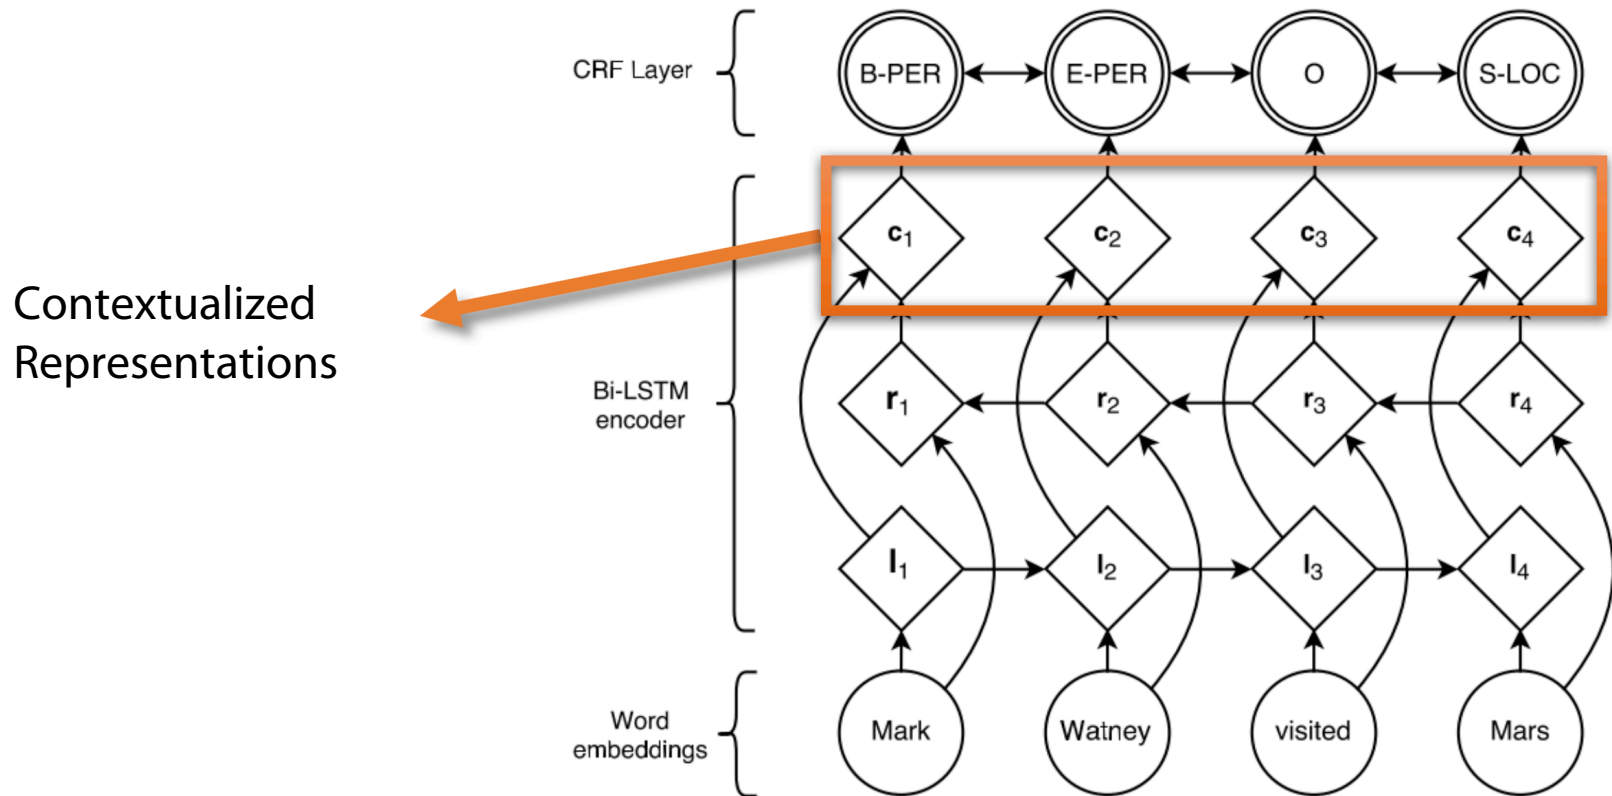 CRF Layer
B-PER E-PER O S-LOC
c1 c2 c3 c4
Contextualized
Representations
Bi-LSTM
encoder
r1 r2 r3 r4
l1 l2 l3 l4
Word
embeddings
Mark Watney visited Mars